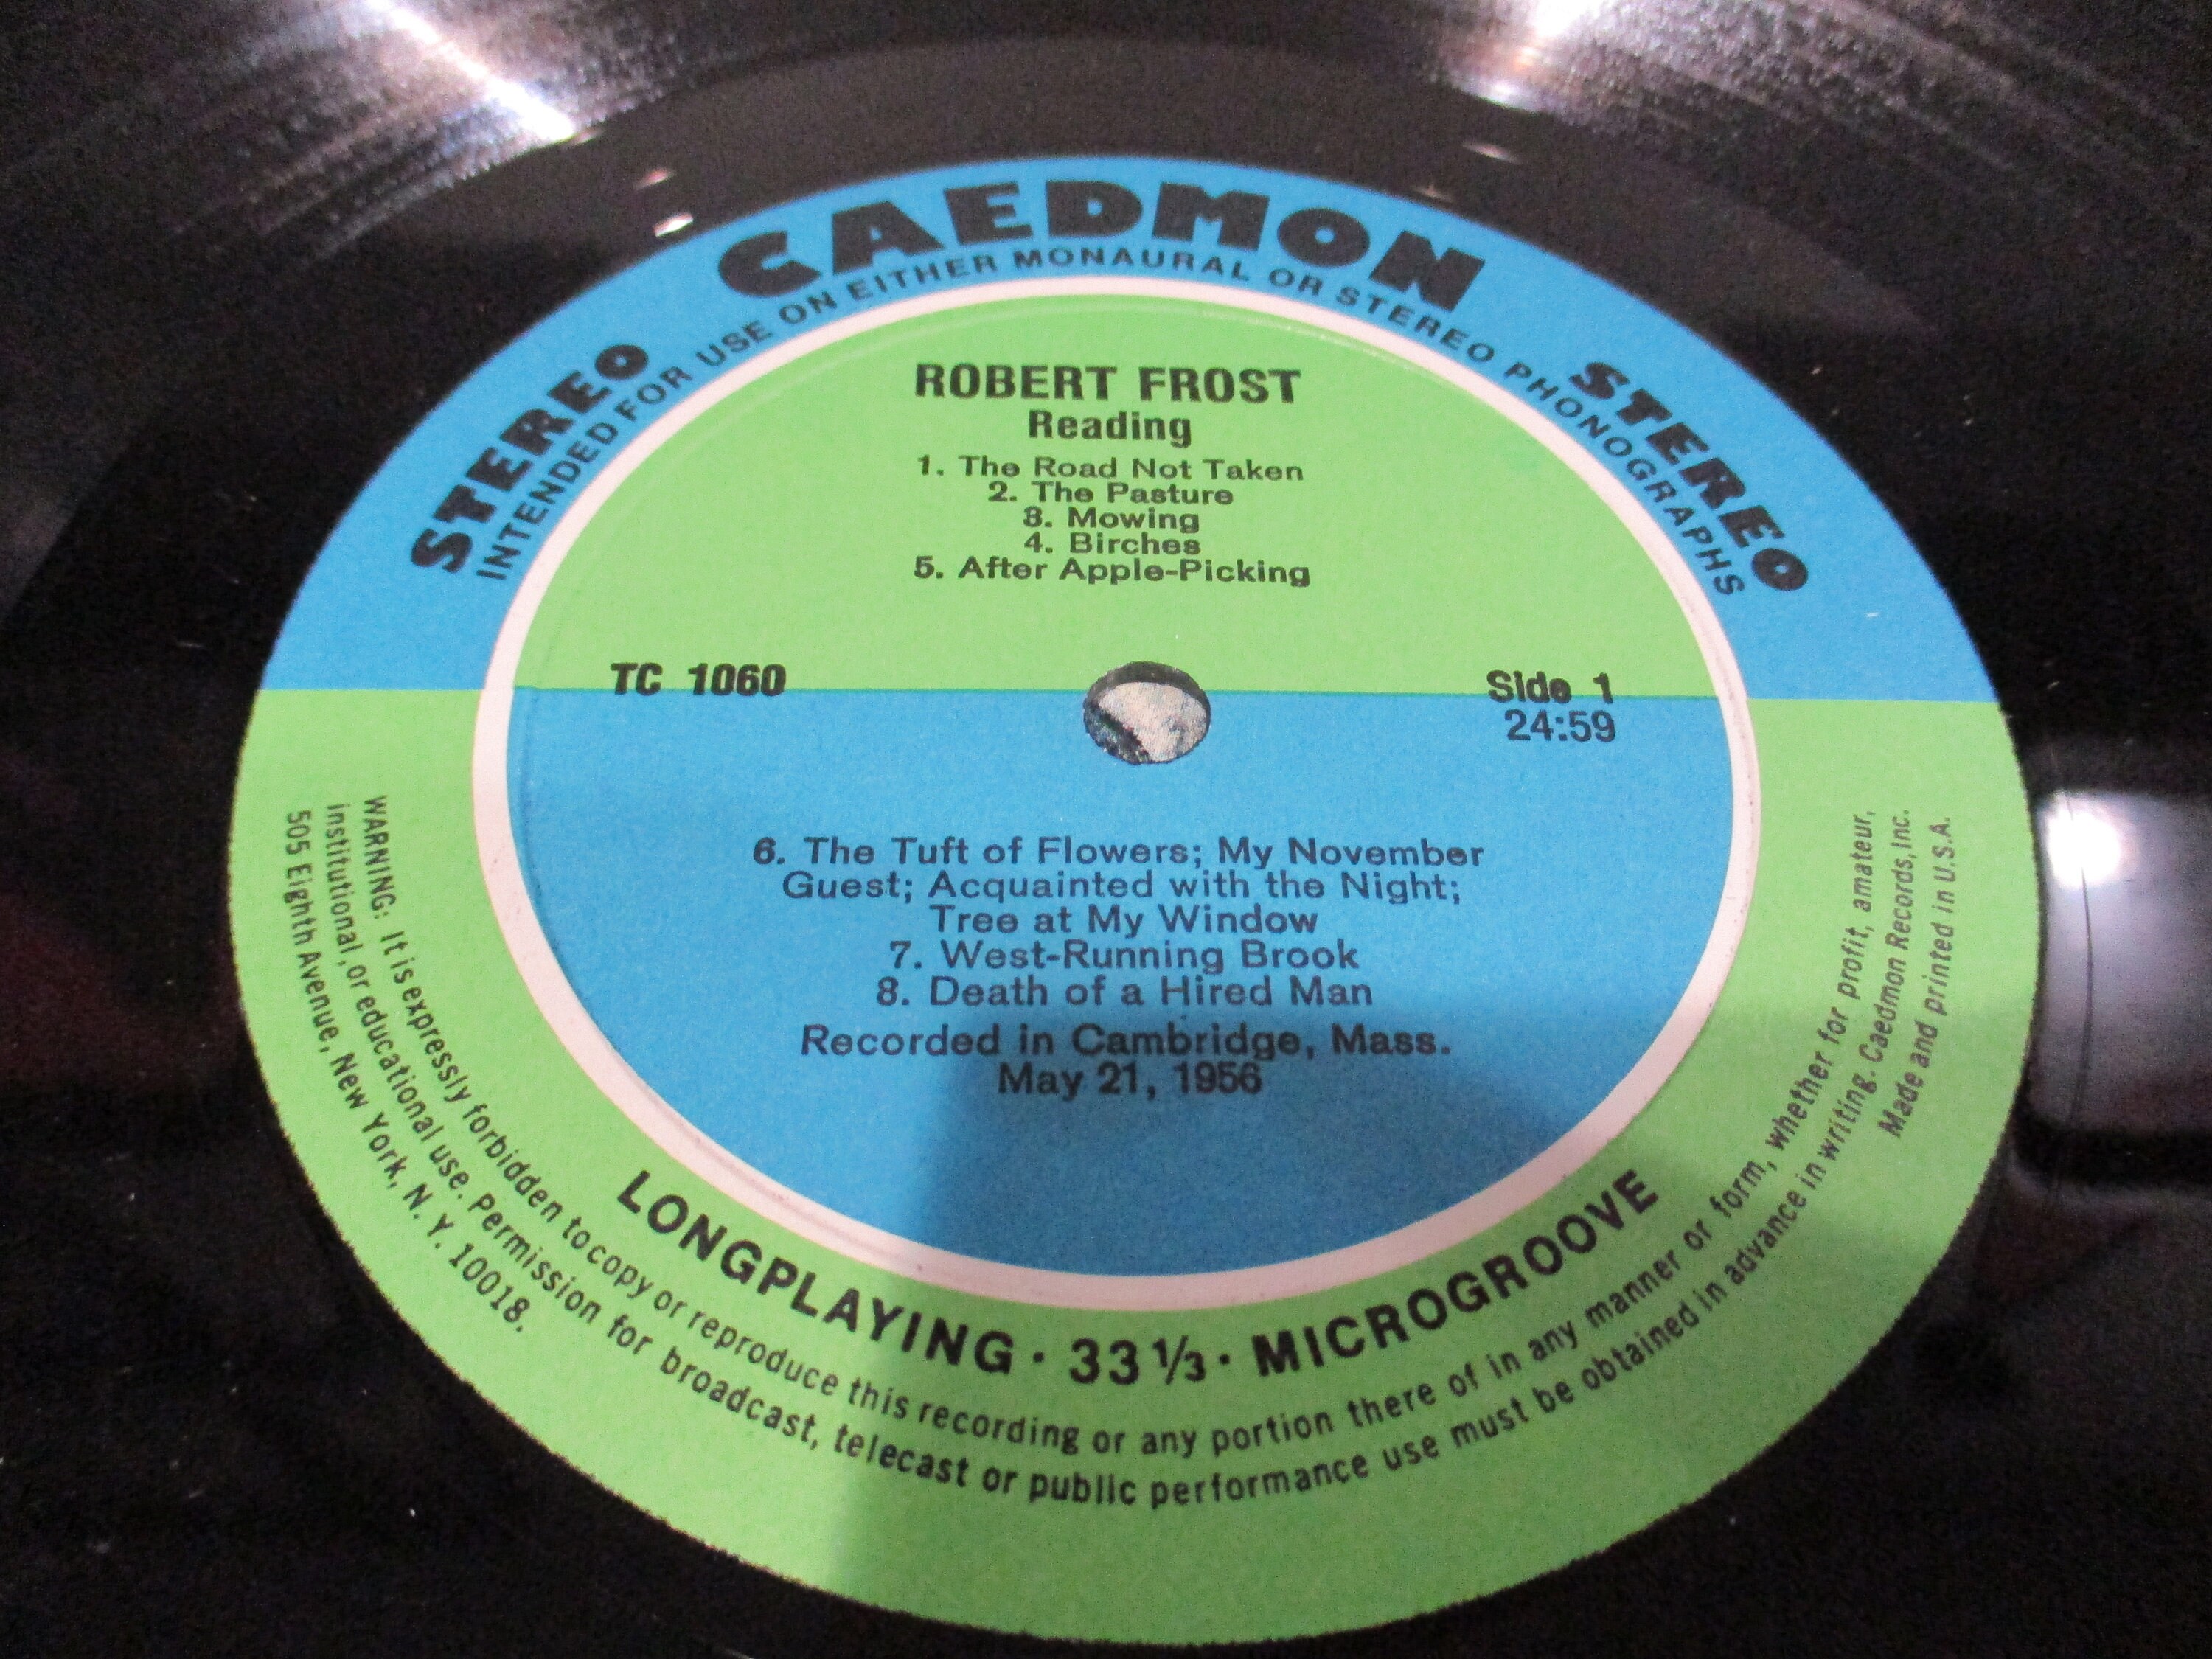 CAEDMON
STEREO
STEREO
INTENDED FOR USE ON EITHER MONAURAL OR STEREO PHONOGRAPHS
ROBERT FROST
Reading
1. The Road Not Taken
2. The Pasture
3. Mowing
4. Birches
5. After Apple-Picking
TC 1060
Side 1
24:59
6. The Tuft of Flowers; My November
Guest; Acquainted with the Night;
Tree at My Window
7. West-Running Brook
8. Death of a Hired Man
Recorded in Cambridge, Mass.
May 21, 1956
LONGPLAYING · 33 1/3 · MICROGROOVE
WARNING: It is expressly forbidden to copy or reproduce this recording or any portion there of in any manner or form, whether for profit, amateur,
institutional, or educational use. Permission for broadcast, telecast or public performance use must be obtained in advance in writing. Caedmon Records, Inc.
505 Eighth Avenue, New York, N. Y. 10018.
Made and printed in U.S.A.